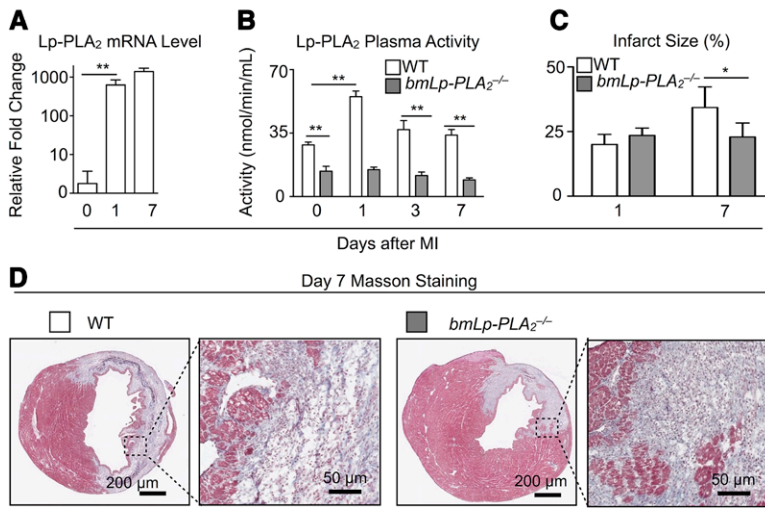 A
Lp-PLA₂ mRNA Level
Relative Fold Change
1000
100
10
0
**
0 1 7
B
Lp-PLA₂ Plasma Activity
Activity (nmol/min/mL)
70
35
0
WT
bmLp-PLA₂⁻/⁻
**
**
**
**
0 1 3 7
C
Infarct Size (%)
50
25
0
*
WT
bmLp-PLA₂⁻/⁻
1 7
Days after MI
D
Day 7 Masson Staining
WT
bmLp-PLA₂⁻/⁻
200 µm
50 µm
200 µm
50 µm